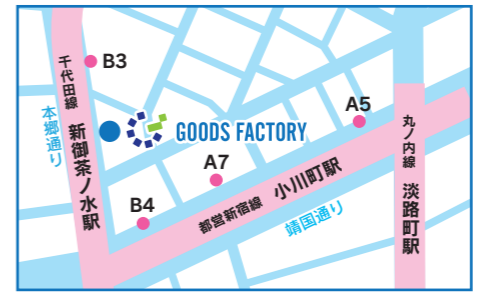 千代田線
新御茶ノ水駅
本郷通り
B3
GOODS FACTORY
A5
A7
B4
都営新宿線
小川町駅
靖国通り
丸ノ内線
淡路町駅